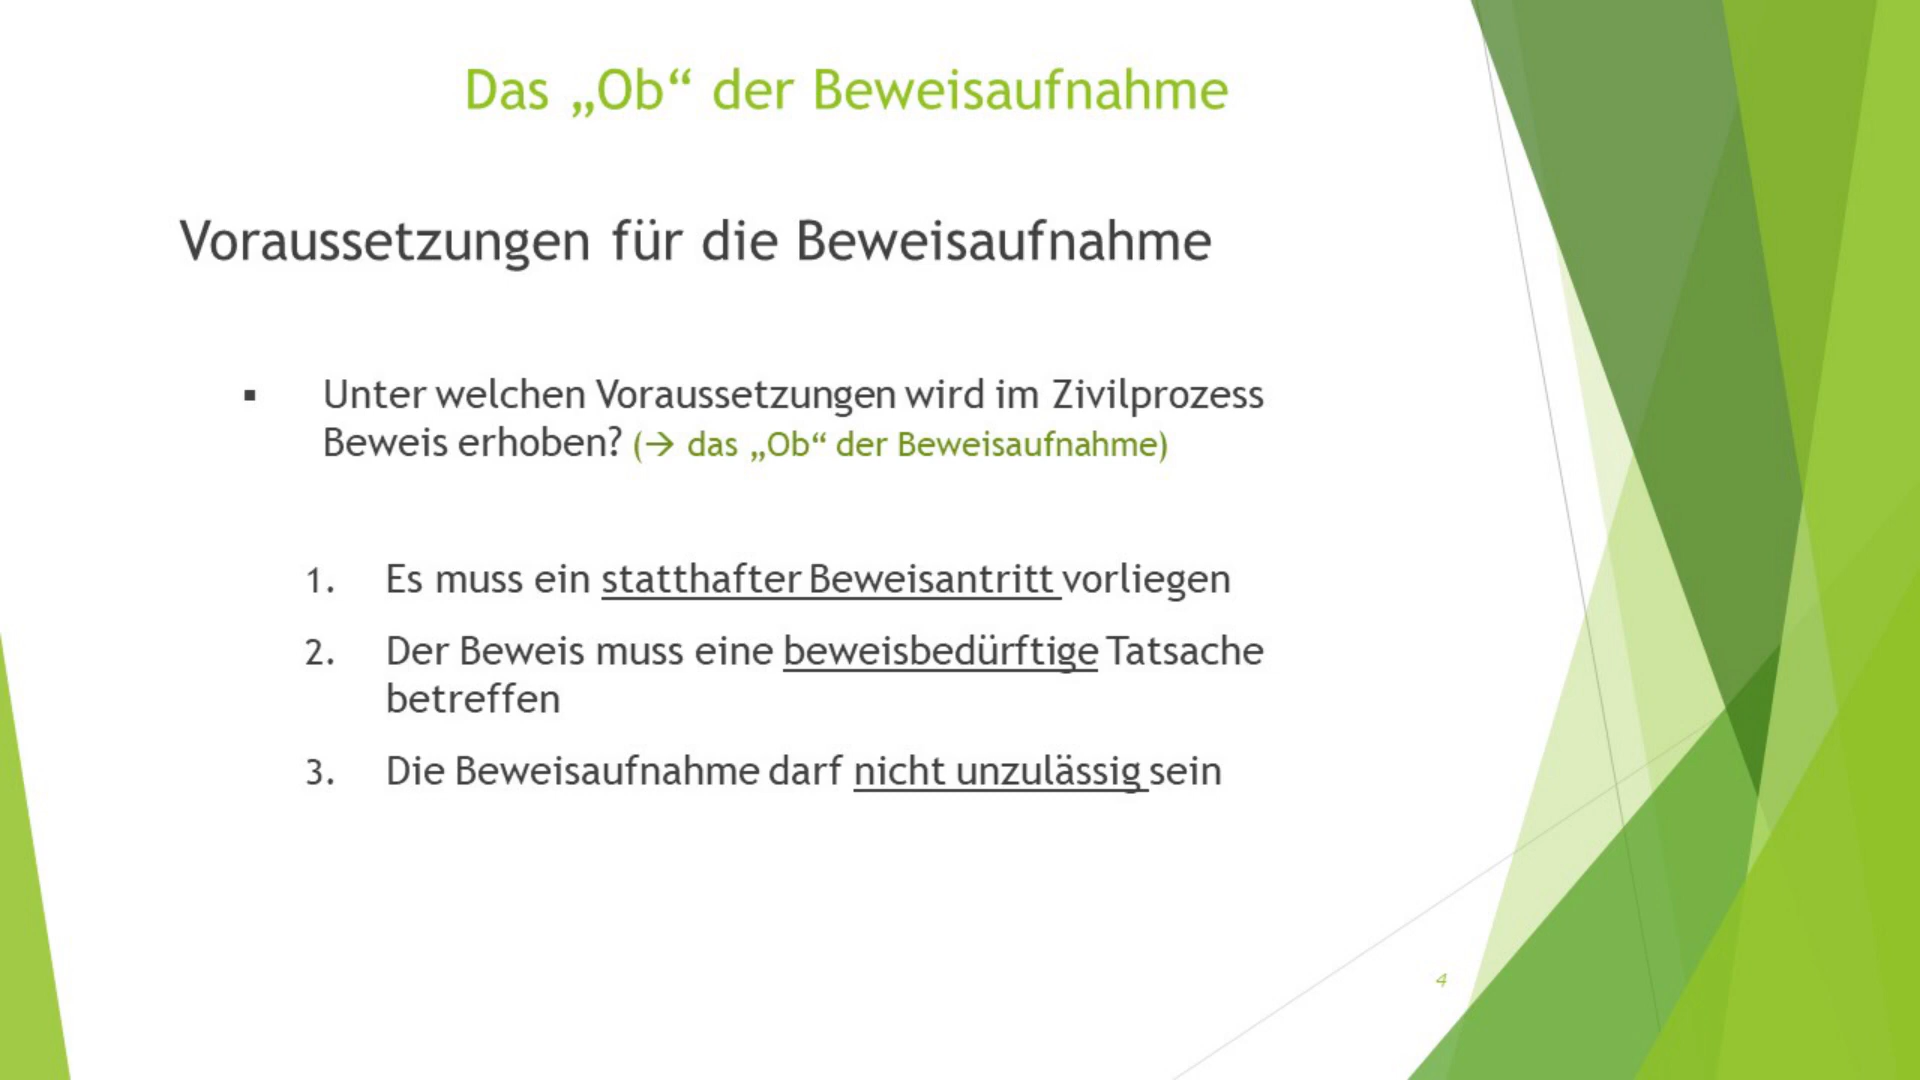 Das „Ob“ der Beweisaufnahme
Voraussetzungen für die Beweisaufnahme
▪ Unter welchen Voraussetzungen wird im Zivilprozess
Beweis erhoben? (→ das „Ob“ der Beweisaufnahme)
1. Es muss ein statthafter Beweisantritt vorliegen
2. Der Beweis muss eine beweisbedürftige Tatsache
betreffen
3. Die Beweisaufnahme darf nicht unzulässig sein
4